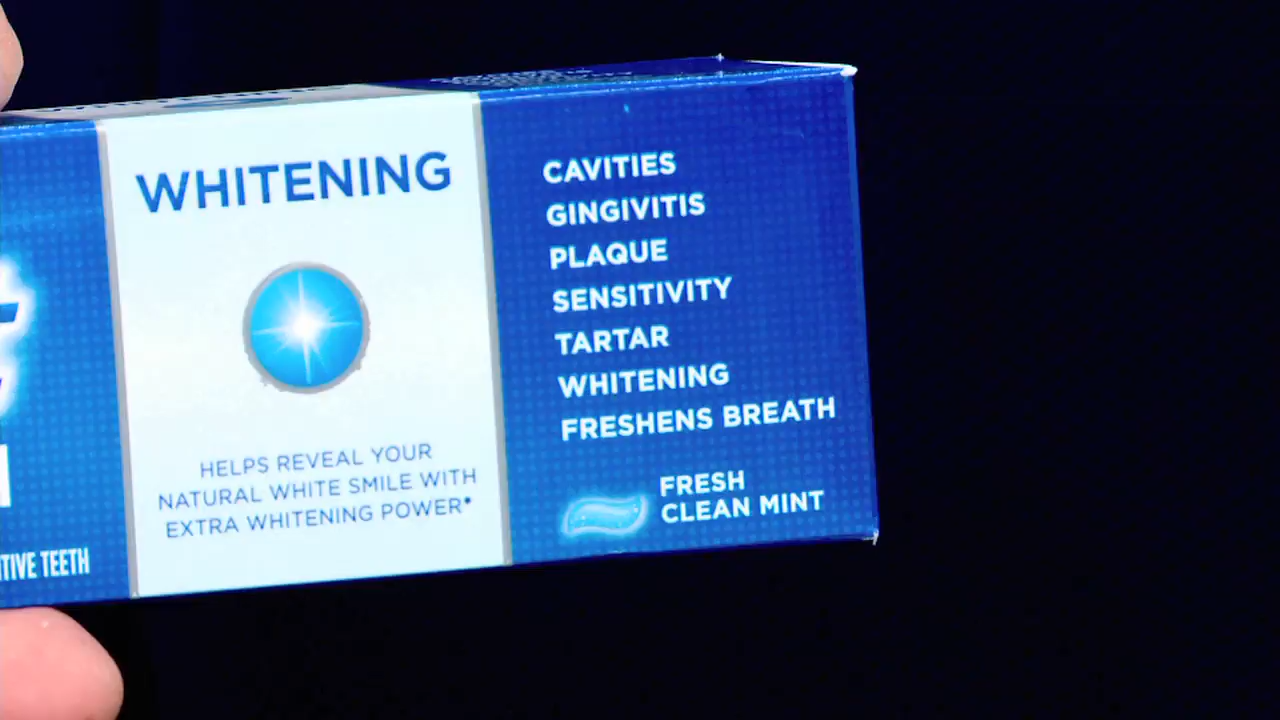 WHITENING
HELPS REVEAL YOUR
NATURAL WHITE SMILE WITH
EXTRA WHITENING POWER*
TEETH
CAVITIES
GINGIVITIS
PLAQUE
SENSITIVITY
TARTAR
WHITENING
FRESHENS BREATH
FRESH
CLEAN MINT